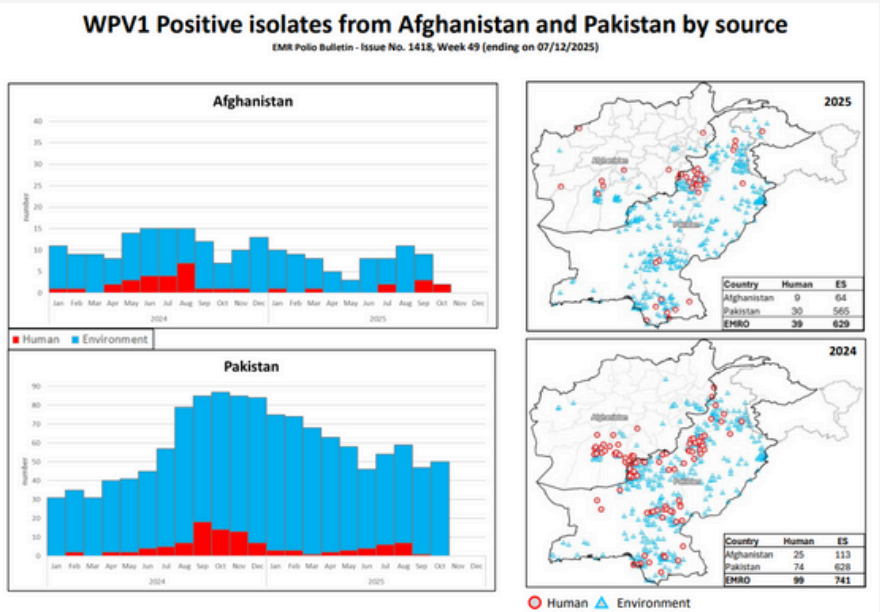 WPV1 Positive isolates from Afghanistan and Pakistan by source
EMR Polio Bulletin - Issue No. 1418, Week 49 (ending on 07/12/2025)
Afghanistan
number
40
35
30
25
20
15
10
5
0
Jan Feb Mar Apr May Jun Jul Aug Sep Oct Nov Dec Jan Feb Mar Apr May Jun Jul Aug Sep Oct Nov Dec
2024 2025
Human Environment
Pakistan
number
90
80
70
60
50
40
30
20
10
0
Jan Feb Mar Apr May Jun Jul Aug Sep Oct Nov Dec Jan Feb Mar Apr May Jun Jul Aug Sep Oct Nov Dec
2024 2025
2025
Afghanistan
Pakistan
Country Human ES
Afghanistan 9 64
Pakistan 30 565
EMRO 39 629
2024
Afghanistan
Pakistan
Country Human ES
Afghanistan 25 113
Pakistan 74 628
EMRO 99 741
Human Environment